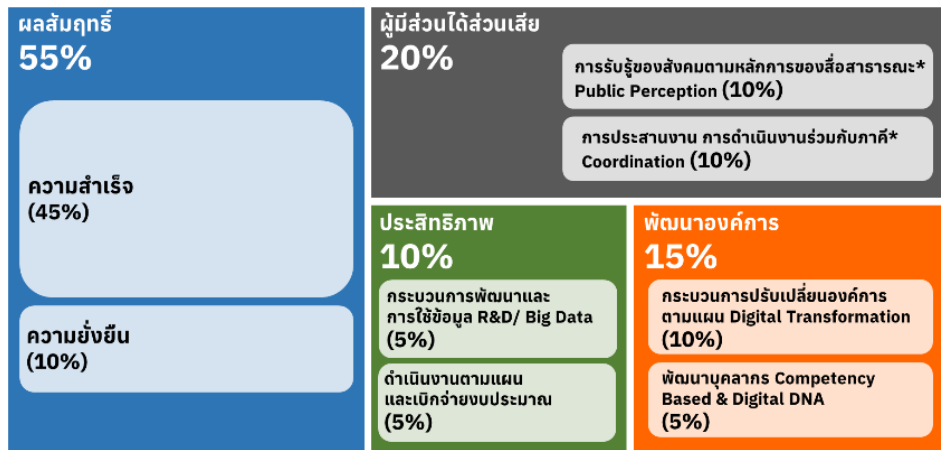 ผลสัมฤทธิ์
55%
ความสำเร็จ
(45%)
ความยั่งยืน
(10%)
ผู้มีส่วนได้ส่วนเสีย
20%
การรับรู้ของสังคมตามหลักการของสื่อสาธารณะ*
Public Perception (10%)
การประสานงาน การดำเนินงานร่วมกับภาคี*
Coordination (10%)
ประสิทธิภาพ
10%
กระบวนการพัฒนาและ
การใช้ข้อมูล R&D/ Big Data
(5%)
ดำเนินงานตามแผน
และเบิกจ่ายงบประมาณ
(5%)
พัฒนาองค์การ
15%
กระบวนการปรับเปลี่ยนองค์การ
ตามแผน Digital Transformation
(10%)
พัฒนาบุคลากร Competency
Based & Digital DNA
(5%)